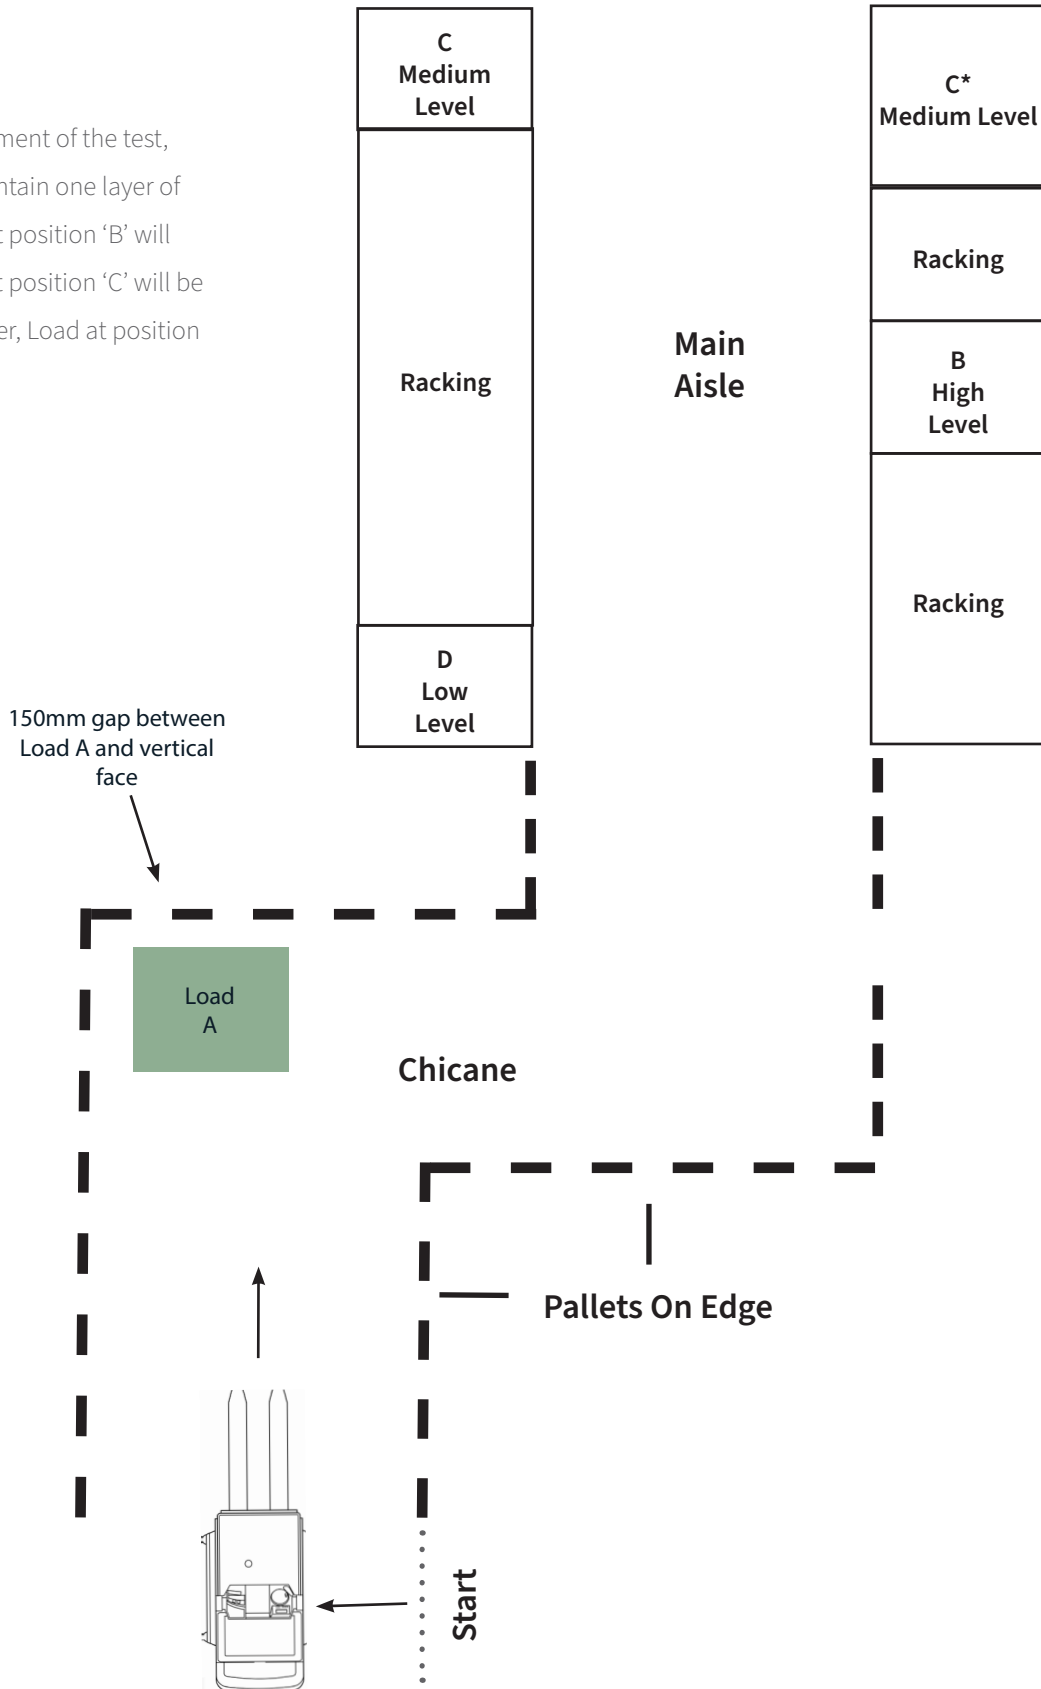 C
Medium
Level
C*
Medium Level
ment of the test,
ntain one layer of
t position ‘B’ will
t position ‘C’ will be
er, Load at position
Racking
Main
Aisle
Racking
B
High
Level
Racking
D
Low
Level
150mm gap between
Load A and vertical
face
Load
A
Chicane
Pallets On Edge
Start